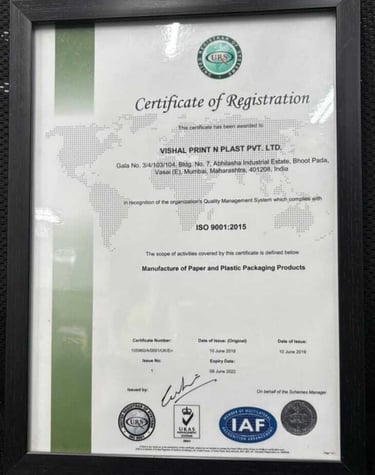 URS
Certificate of Registration
This certificate has been awarded to
VISHAL PRINT N PLAST PVT. LTD.
Gala No. 3/4/103/104, Bldg. No. 7, Abhilasha Industrial Estate, Bhoot Pada,
Vasai (E), Mumbai, Maharashtra, 401208, India
in recognition of the organization's Quality Management System which complies with
ISO 9001:2015
The scope of activities covered by this certificate is defined below
Manufacture of Paper and Plastic Packaging Products
Certificate Number: Date of Issue: (Original) Date of Issue:
10 June 2019 10 June 2019
Issue No: Expiry Date:
1 09 June 2022
Issued by: On behalf of the Schemes Manager
URS
UKAS
IAF